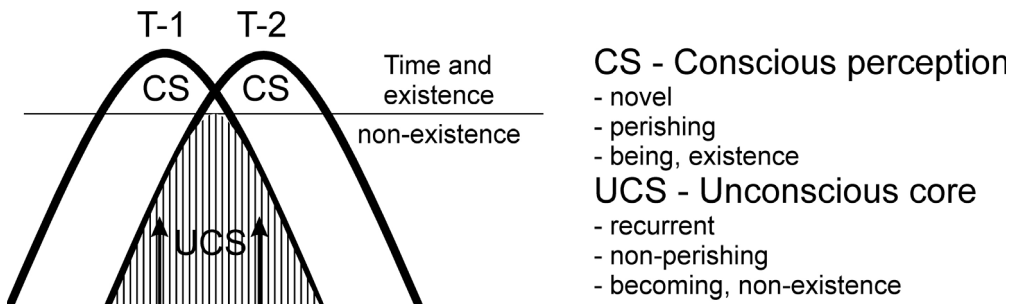 T-1 T-2
CS CS
Time and
existence
non-existence
UCS
CS - Conscious perception
- novel
- perishing
- being, existence
UCS - Unconscious core
- recurrent
- non-perishing
- becoming, non-existence